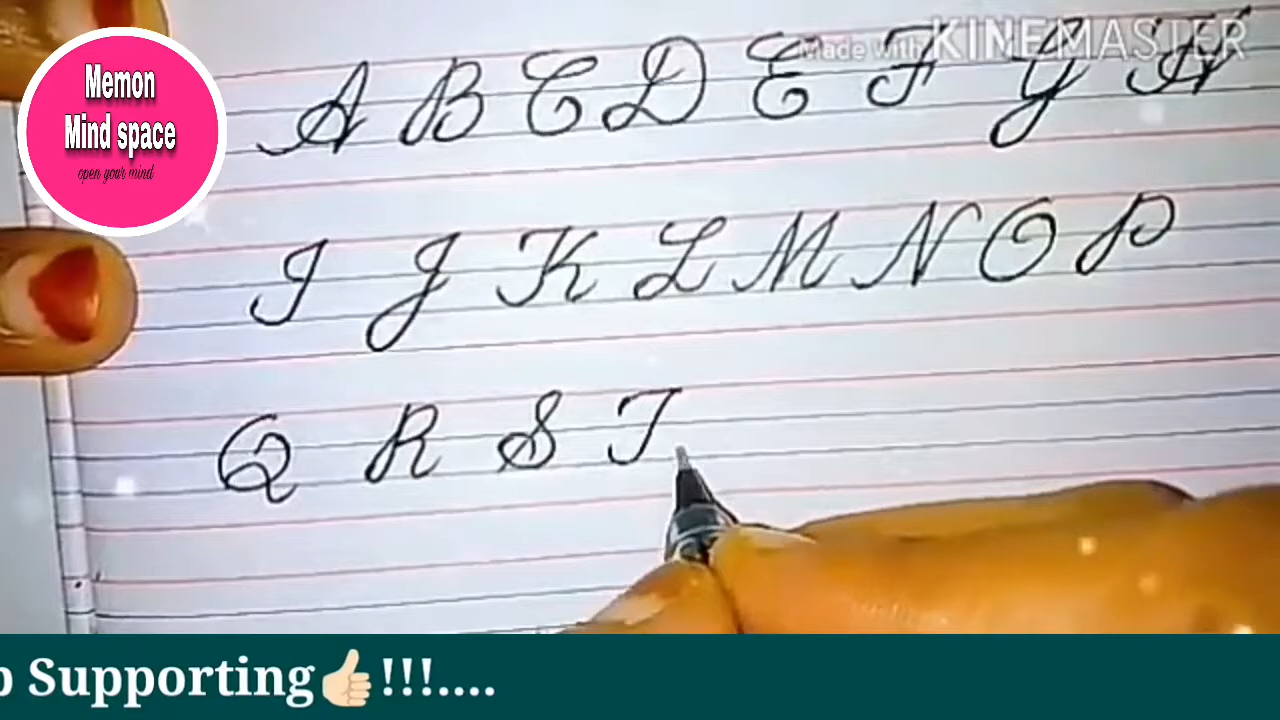 Memon
Mind space
open your mind
Made with KINEMASTER
A B C D E F G H
I J K L M N O P
Q R S T
Supporting👍🏻!!!....